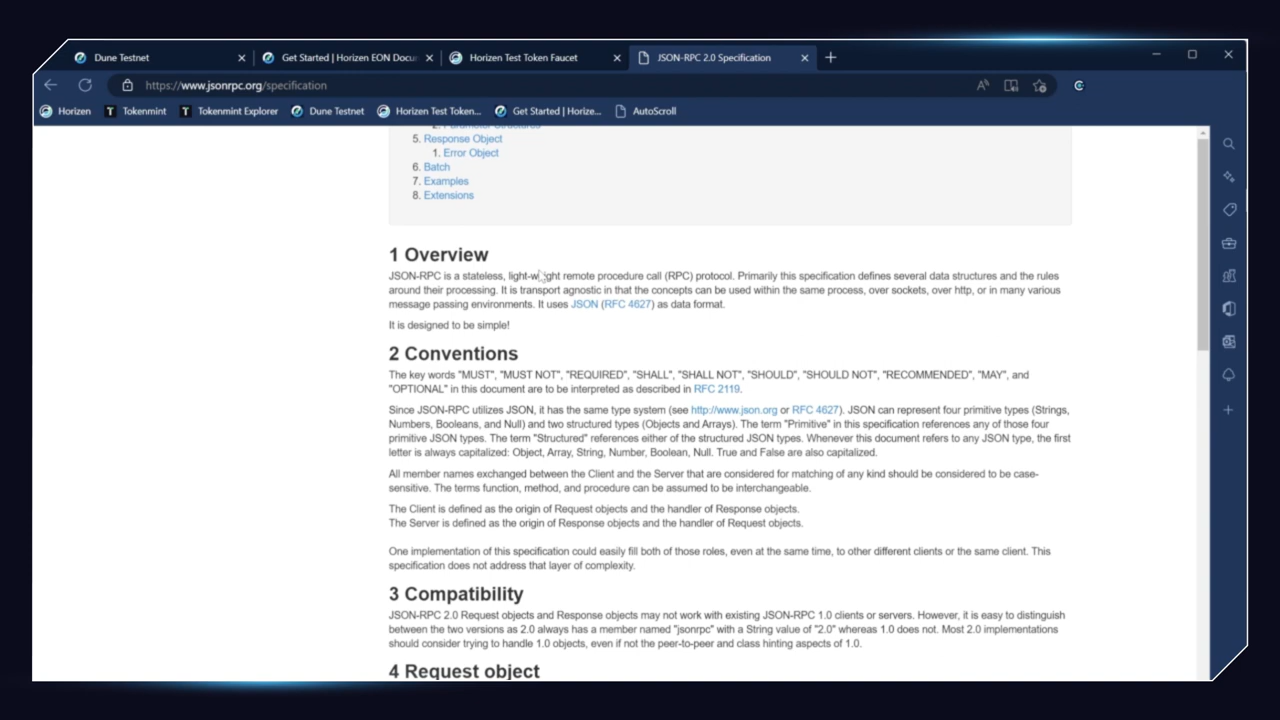 Dune Testnet
Get Started | Horizen EON Docu
Horizen Test Token Faucet
JSON-RPC 2.0 Specification
https://www.jsonrpc.org/specification
Horizen
Tokenmint
Tokenmint Explorer
Dune Testnet
Horizen Test Token...
Get Started | Horize...
AutoScroll
2. Parameter Structures
5. Response Object
1. Error Object
6. Batch
7. Examples
8. Extensions
1 Overview
JSON-RPC is a stateless, light-weight remote procedure call (RPC) protocol. Primarily this specification defines several data structures and the rules
around their processing. It is transport agnostic in that the concepts can be used within the same process, over sockets, over http, or in many various
message passing environments. It uses JSON (RFC 4627) as data format.
It is designed to be simple!
2 Conventions
The key words "MUST", "MUST NOT", "REQUIRED", "SHALL", "SHALL NOT", "SHOULD", "SHOULD NOT", "RECOMMENDED", "MAY", and
"OPTIONAL" in this document are to be interpreted as described in RFC 2119.
Since JSON-RPC utilizes JSON, it has the same type system (see http://www.json.org or RFC 4627). JSON can represent four primitive types (Strings,
Numbers, Booleans, and Null) and two structured types (Objects and Arrays). The term "Primitive" in this specification references any of those four
primitive JSON types. The term "Structured" references either of the structured JSON types. Whenever this document refers to any JSON type, the first
letter is always capitalized: Object, Array, String, Number, Boolean, Null. True and False are also capitalized.
All member names exchanged between the Client and the Server that are considered for matching of any kind should be considered to be case-
sensitive. The terms function, method, and procedure can be assumed to be interchangeable.
The Client is defined as the origin of Request objects and the handler of Response objects.
The Server is defined as the origin of Response objects and the handler of Request objects.
One implementation of this specification could easily fill both of those roles, even at the same time, to other different clients or the same client. This
specification does not address that layer of complexity.
3 Compatibility
JSON-RPC 2.0 Request objects and Response objects may not work with existing JSON-RPC 1.0 clients or servers. However, it is easy to distinguish
between the two versions as 2.0 always has a member named "jsonrpc" with a String value of "2.0" whereas 1.0 does not. Most 2.0 implementations
should consider trying to handle 1.0 objects, even if not the peer-to-peer and class hinting aspects of 1.0.
4 Request object